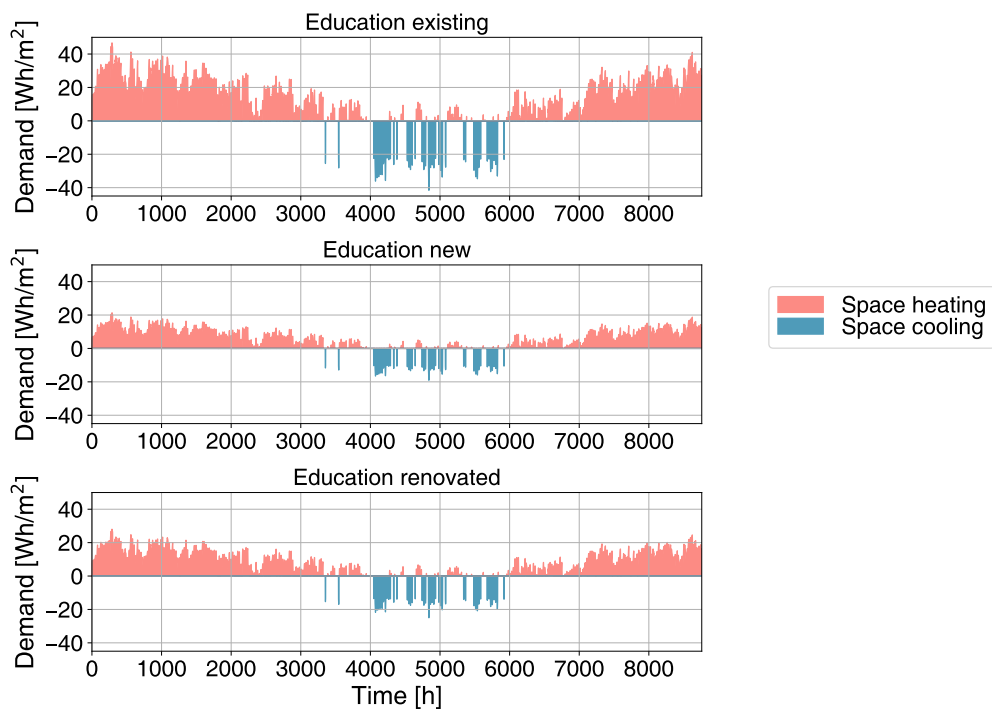 Education existing
Demand [Wh/m²]
40
20
0
−20
−40
0 1000 2000 3000 4000 5000 6000 7000 8000
Education new
Demand [Wh/m²]
40
20
0
−20
−40
0 1000 2000 3000 4000 5000 6000 7000 8000
Space heating
Space cooling
Education renovated
Demand [Wh/m²]
40
20
0
−20
−40
0 1000 2000 3000 4000 5000 6000 7000 8000
Time [h]